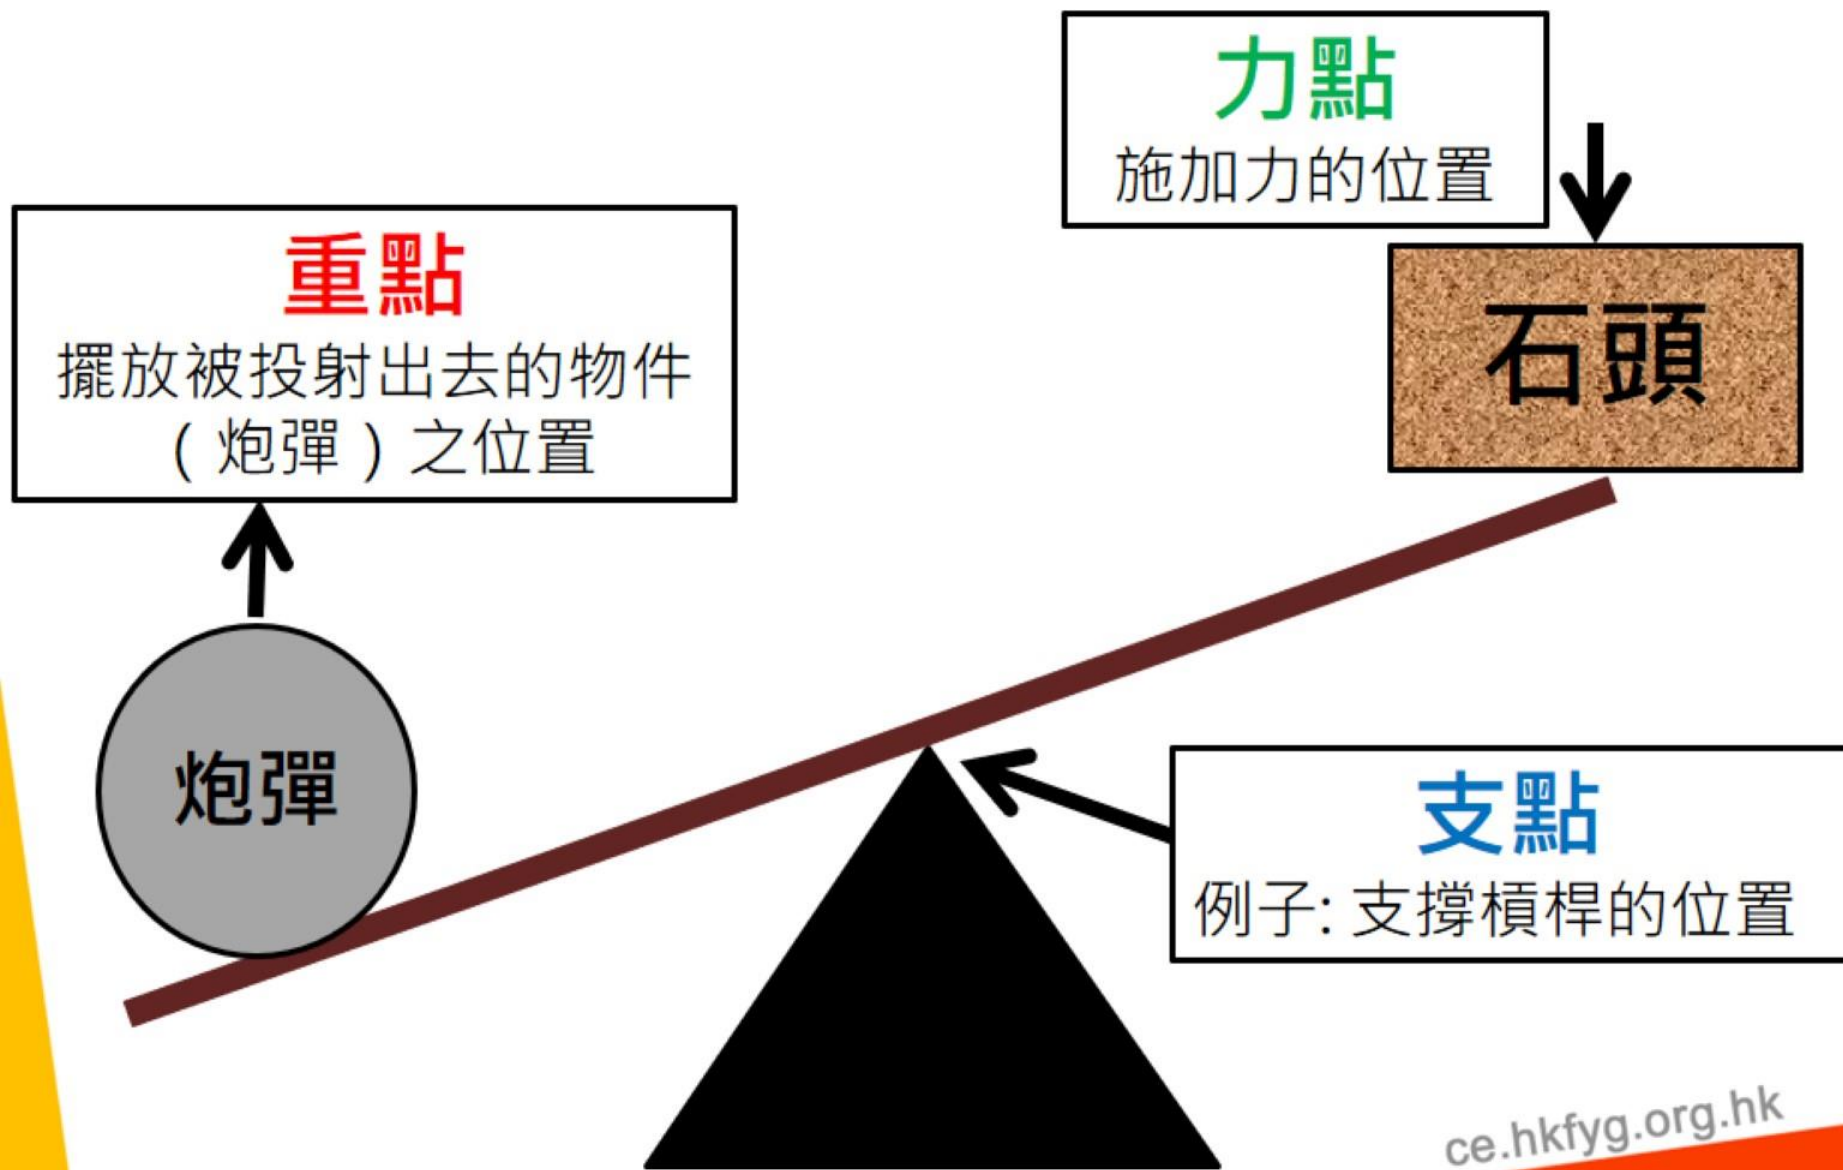 力點
施加力的位置
重點
擺放被投射出去的物件
（炮彈）之位置
石頭
炮彈
支點
例子: 支撐槓桿的位置
ce.hkfyg.org.hk